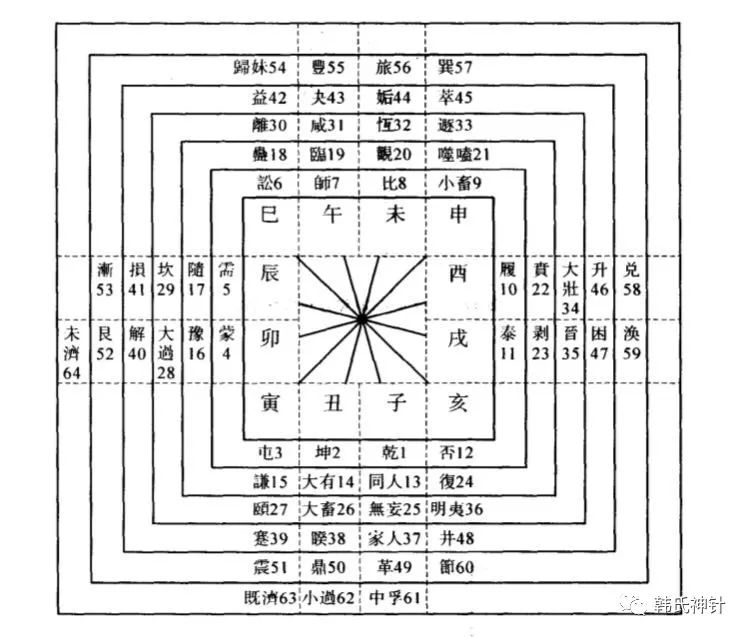 歸妹54 豐55 旅56 巽57
益42 夬43 姤44 萃45
離30 咸31 恆32 遯33
蠱18 臨19 觀20 噬嗑21
訟6 師7 比8 小畜9
巳 午 未 申
漸53 損41 坎29 隨17 需5 辰 酉 履10 賁22 大壯34 升46 兑58
未濟64 艮52 解40 大過28 豫16 蒙4 卯 戌 泰11 剥23 晉35 困47 渙59
寅 丑 子 亥
屯3 坤2 乾1 否12
謙15 大有14 同人13 復24
頤27 大畜26 無妄25 明夷36
蹇39 睽38 家人37 井48
震51 鼎50 革49 節60
既濟63 小過62 中孚61
韩氏神针